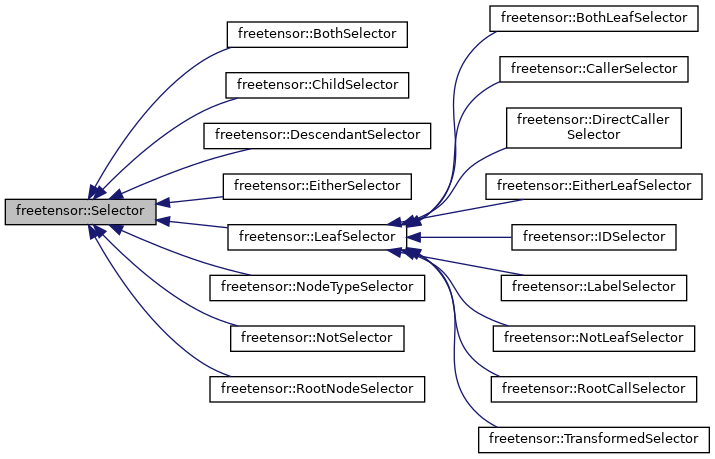 freetensor::Selector
freetensor::BothSelector
freetensor::ChildSelector
freetensor::DescendantSelector
freetensor::EitherSelector
freetensor::LeafSelector
freetensor::NodeTypeSelector
freetensor::NotSelector
freetensor::RootNodeSelector
freetensor::BothLeafSelector
freetensor::CallerSelector
freetensor::DirectCaller
Selector
freetensor::EitherLeafSelector
freetensor::IDSelector
freetensor::LabelSelector
freetensor::NotLeafSelector
freetensor::RootCallSelector
freetensor::TransformedSelector